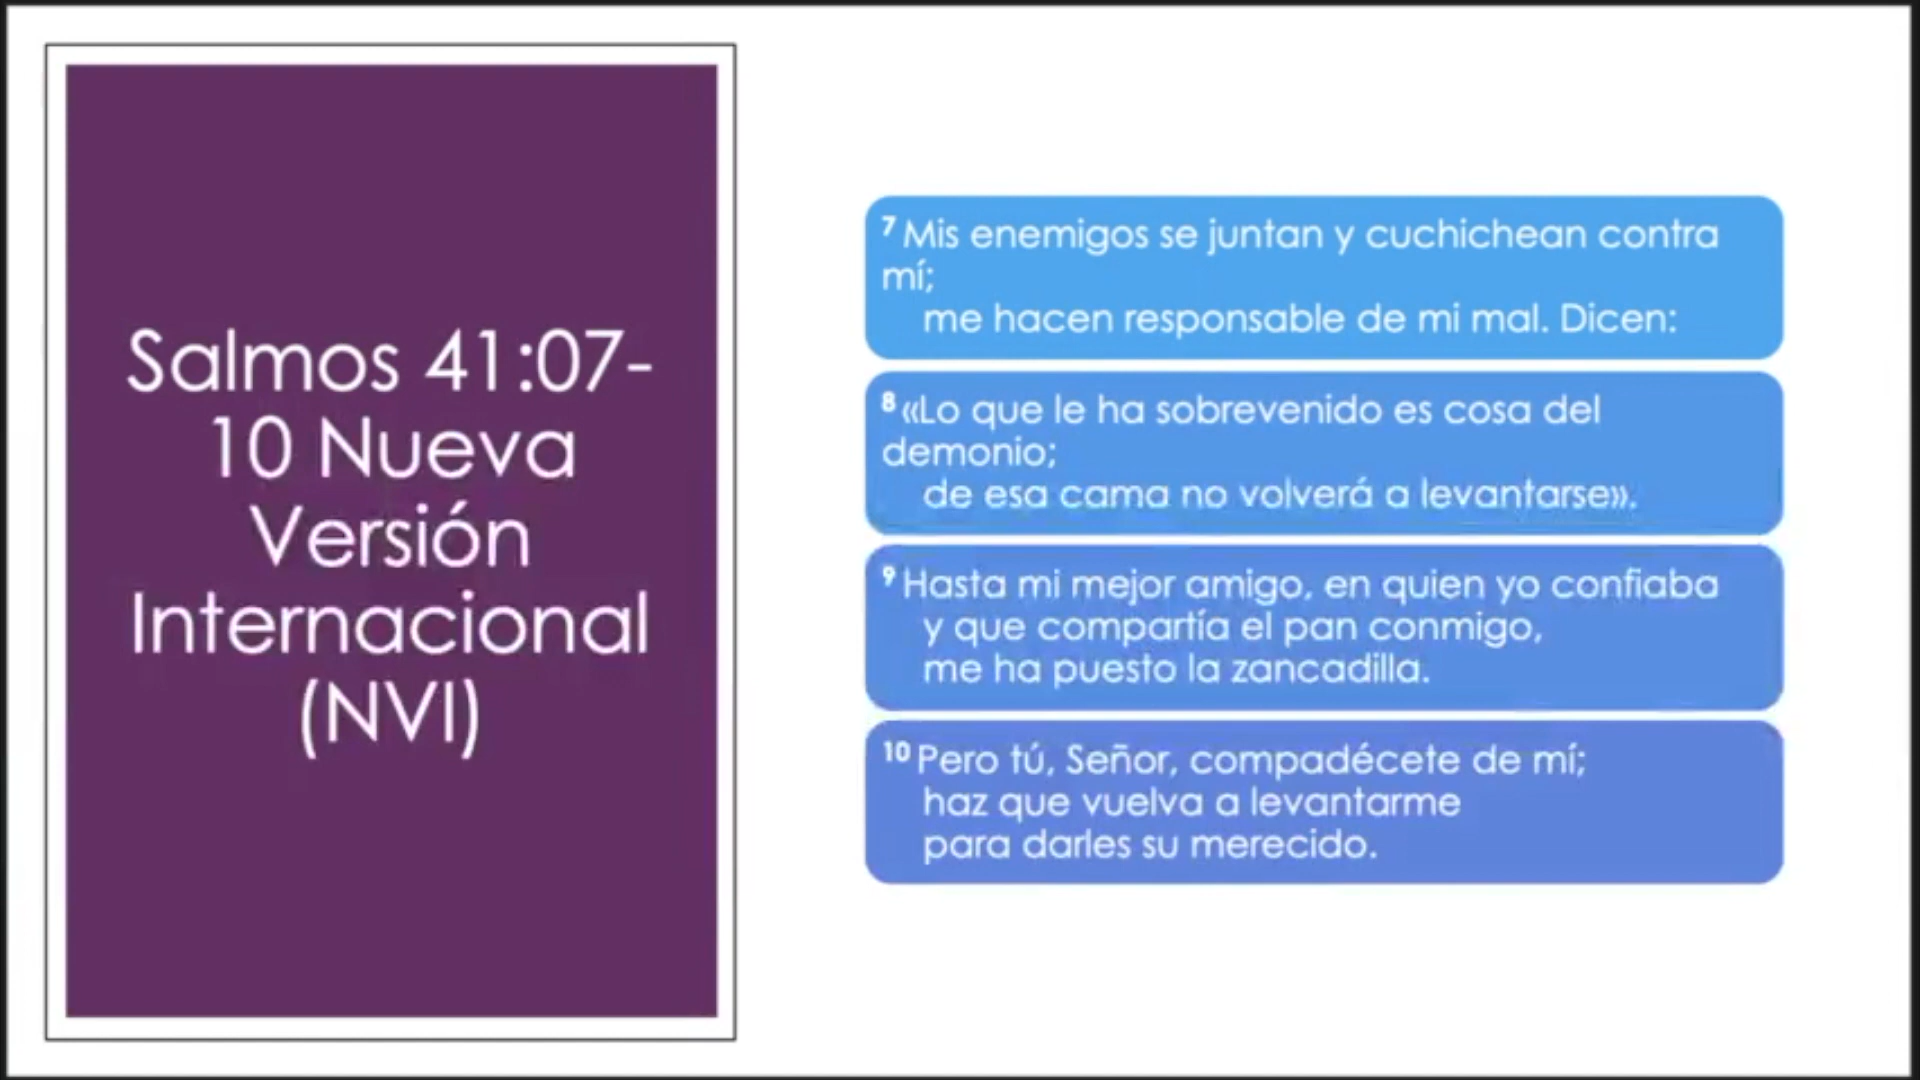 Salmos 41:07-
10 Nueva
Versión
Internacional
(NVI)
7 Mis enemigos se juntan y cuchichean contra
mí;
me hacen responsable de mi mal. Dicen:
8 «Lo que le ha sobrevenido es cosa del
demonio;
de esa cama no volverá a levantarse».
9 Hasta mi mejor amigo, en quien yo confiaba
y que compartía el pan conmigo,
me ha puesto la zancadilla.
10 Pero tú, Señor, compadécete de mí;
haz que vuelva a levantarme
para darles su merecido.